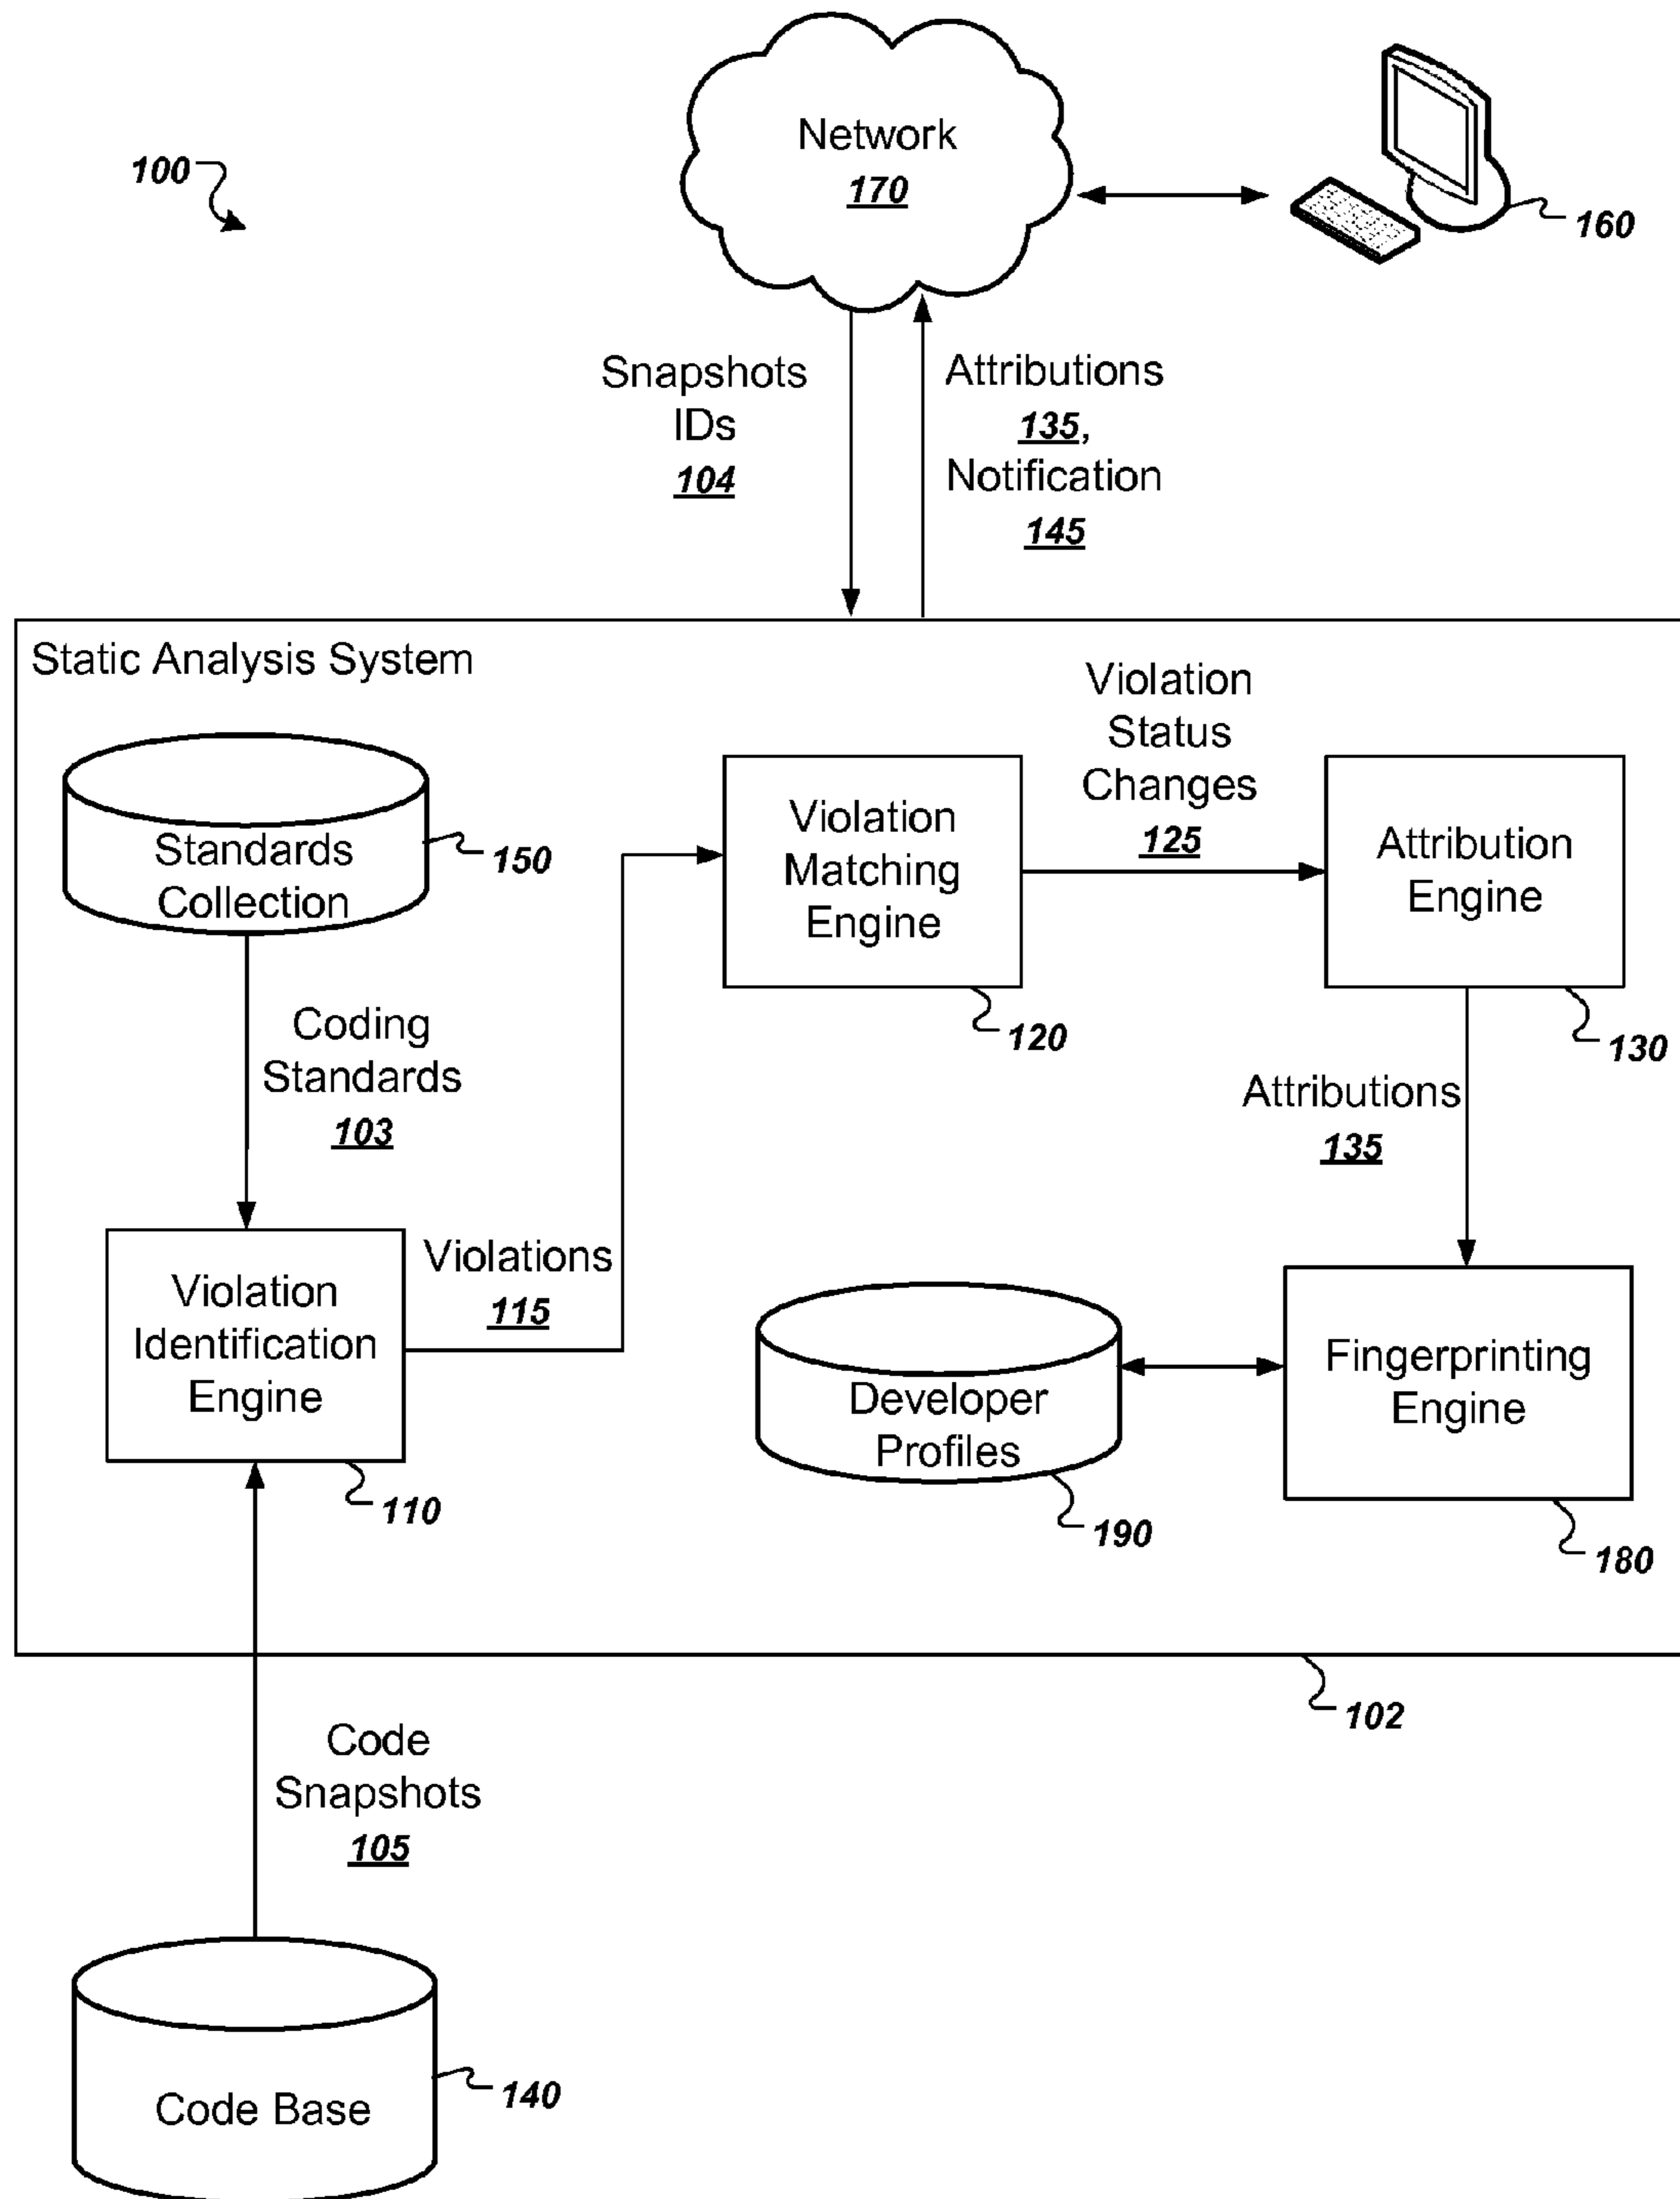 100
Network
170
160
Snapshots
IDs
104
Attributions
135,
Notification
145
Static Analysis System
Standards
Collection
150
Violation
Matching
Engine
120
Violation
Status
Changes
125
Attribution
Engine
130
Coding
Standards
103
Attributions
135
Violation
Identification
Engine
110
Violations
115
Developer
Profiles
190
Fingerprinting
Engine
180
102
Code
Snapshots
105
Code Base
140